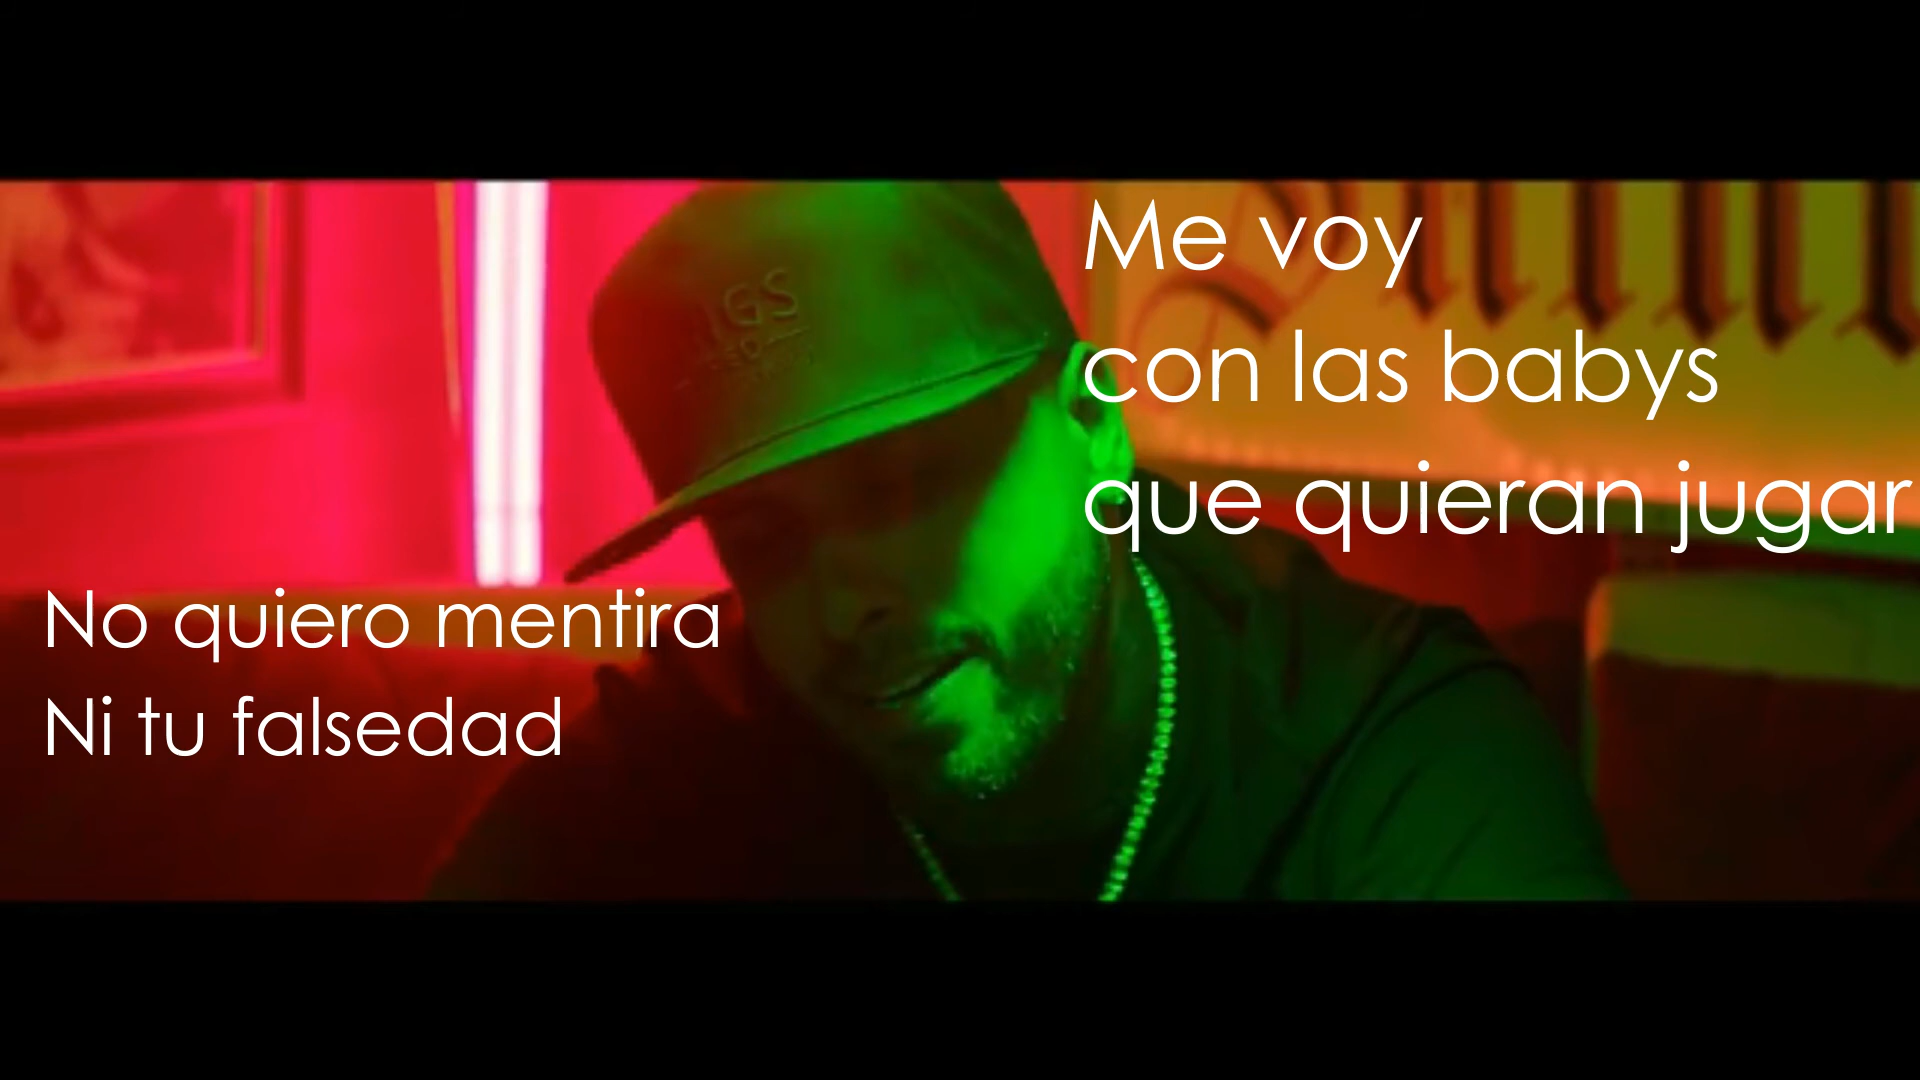 Me voy
con las babys
que quieran jugar
No quiero mentira
Ni tu falsedad